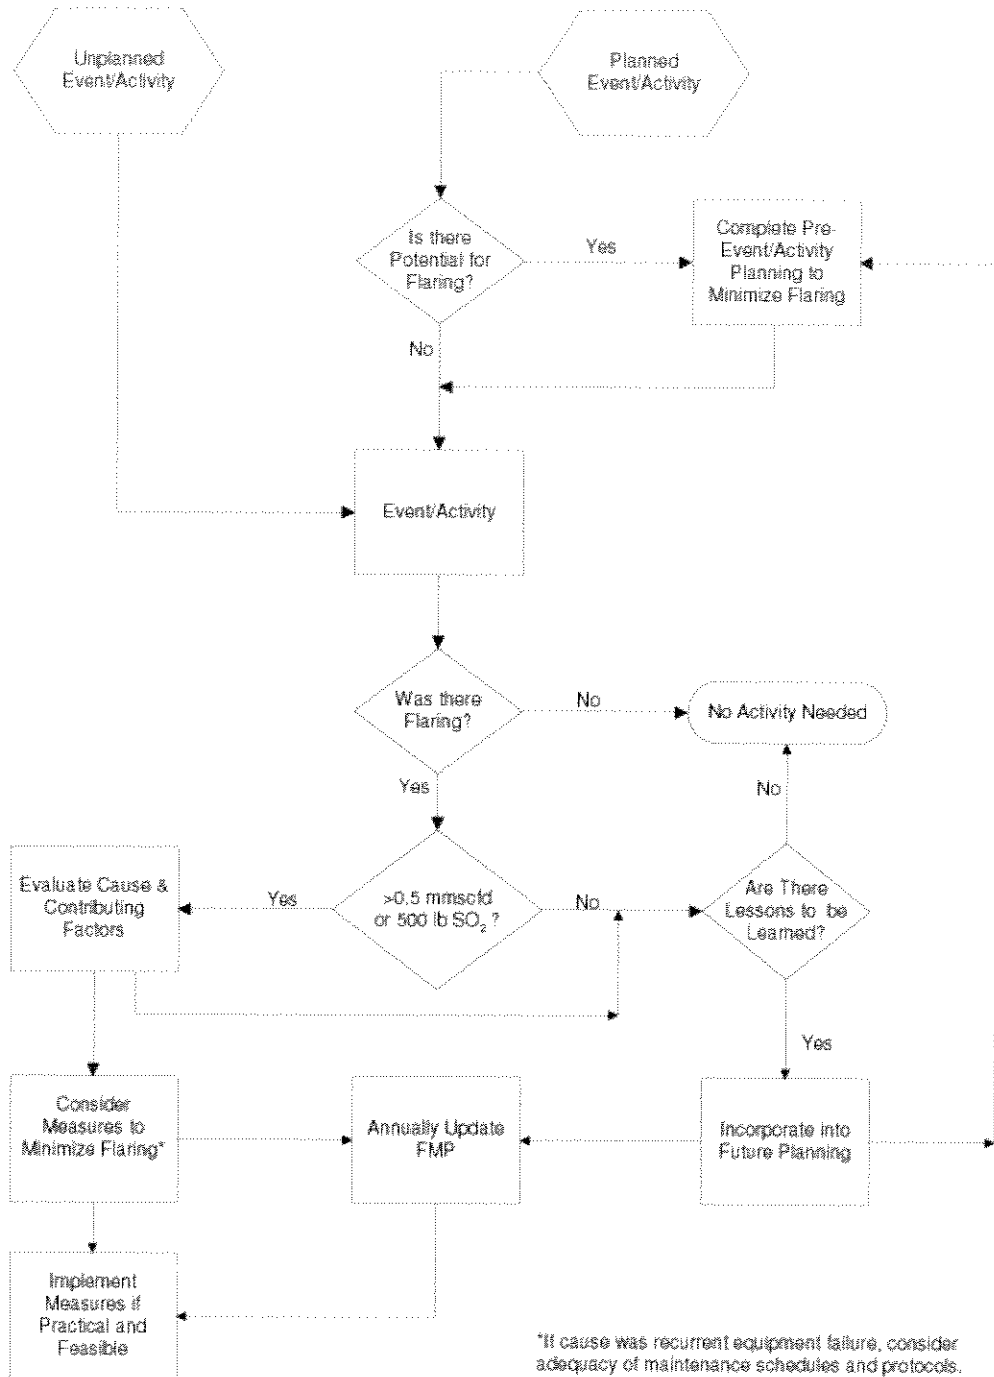 Unplanned
Event/Activity
Planned
Event/Activity
Is there
Potential for
Flaring?
Yes
Complete Pre-
Event/Activity
Planning to
Minimize Flaring
No
Event/Activity
Was there
Flaring?
No
No Activity Needed
Yes
No
Evaluate Cause &
Contributing
Factors
Yes
>0.5 mmscfd
or 500 lb SO₂ ?
No
Are There
Lessons to be
Learned?
Yes
Consider
Measures to
Minimize Flaring*
Annually Update
FMP
Incorporate into
Future Planning
Implement
Measures if
Practical and
Feasible
*If cause was recurrent equipment failure, consider
adequacy of maintenance schedules and protocols.